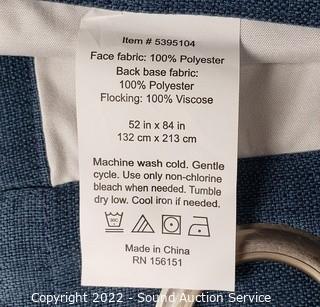 Item # 5395104
Face fabric: 100% Polyester
Back base fabric:
100% Polyester
Flocking: 100% Viscose
52 in x 84 in
132 cm x 213 cm
Machine wash cold. Gentle
cycle. Use only non-chlorine
bleach when needed. Tumble
dry low. Cool iron if needed.
Made in China
RN 156151
Copyright 2022 - Sound Auction Service